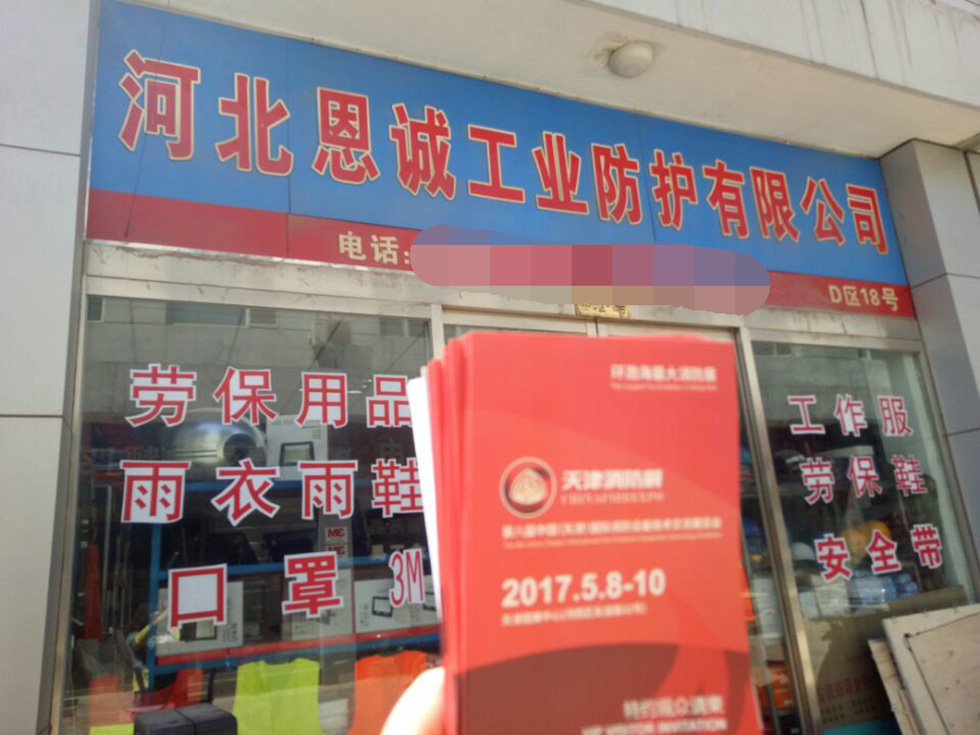 河北恩诚工业防护有限公司
电话:
D区18号
劳保用品
雨衣雨鞋
口罩 3M
工作服
劳保鞋
安全带
环渤海最大消防展
天津消防展
2017.5.8-10
特约观众请柬
VIP VISITOR INVITATION